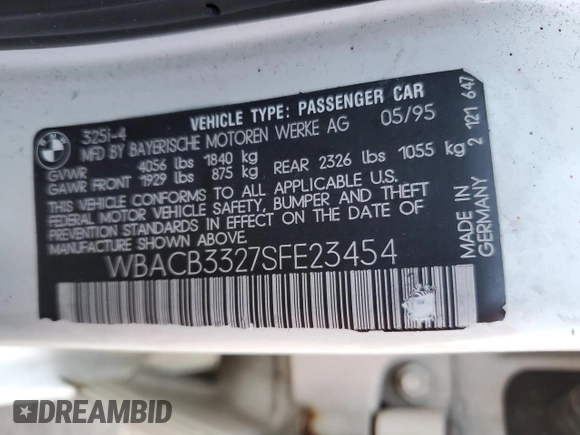 VEHICLE TYPE: PASSENGER CAR
325i-4
MFD BY BAYERISCHE MOTOREN WERKE AG 05/95
GVWR 4056 lbs 1840 kg
GAWR FRONT 1929 lbs 875 kg REAR 2326 lbs 1055 kg
THIS VEHICLE CONFORMS TO ALL APPLICABLE U.S.
FEDERAL MOTOR VEHICLE SAFETY, BUMPER AND THEFT
PREVENTION STANDARDS IN EFFECT ON THE DATE OF
MANUFACTURE SHOWN ABOVE.
WBACB3327SFE23454
2 121 647
DREAMBID